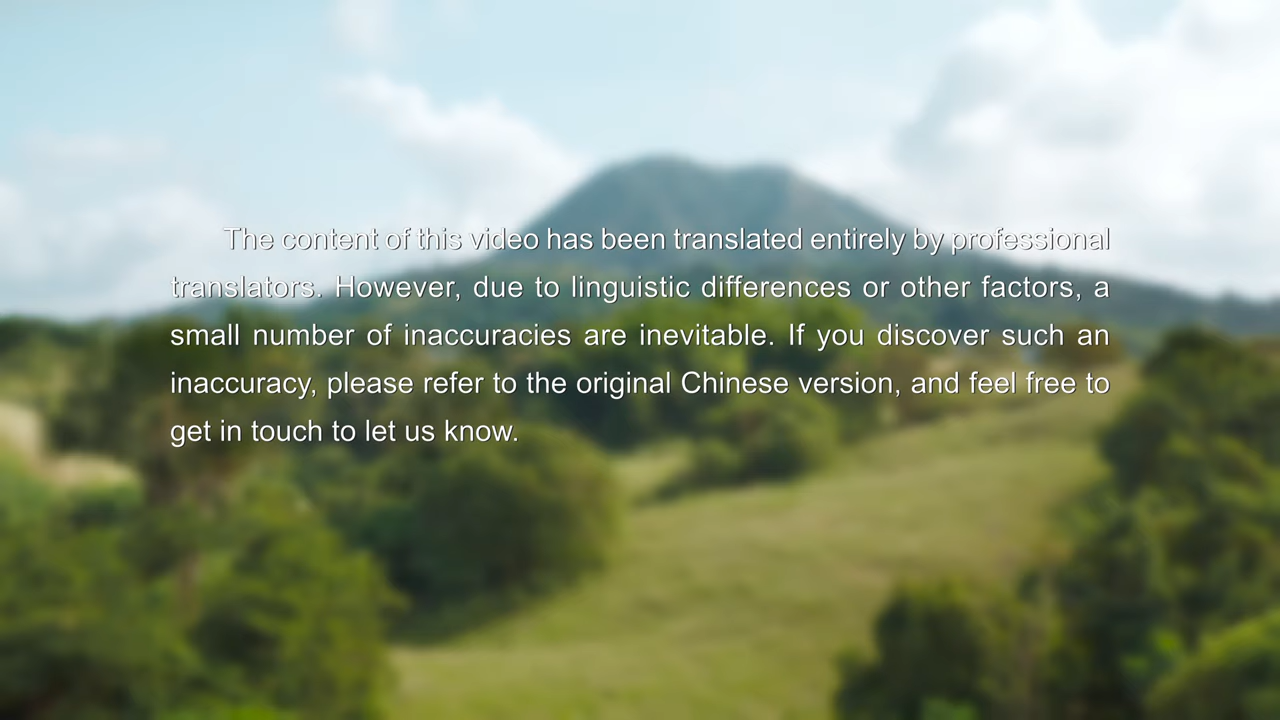 The content of this video has been translated entirely by professional
translators. However, due to linguistic differences or other factors, a
small number of inaccuracies are inevitable. If you discover such an
inaccuracy, please refer to the original Chinese version, and feel free to
get in touch to let us know.